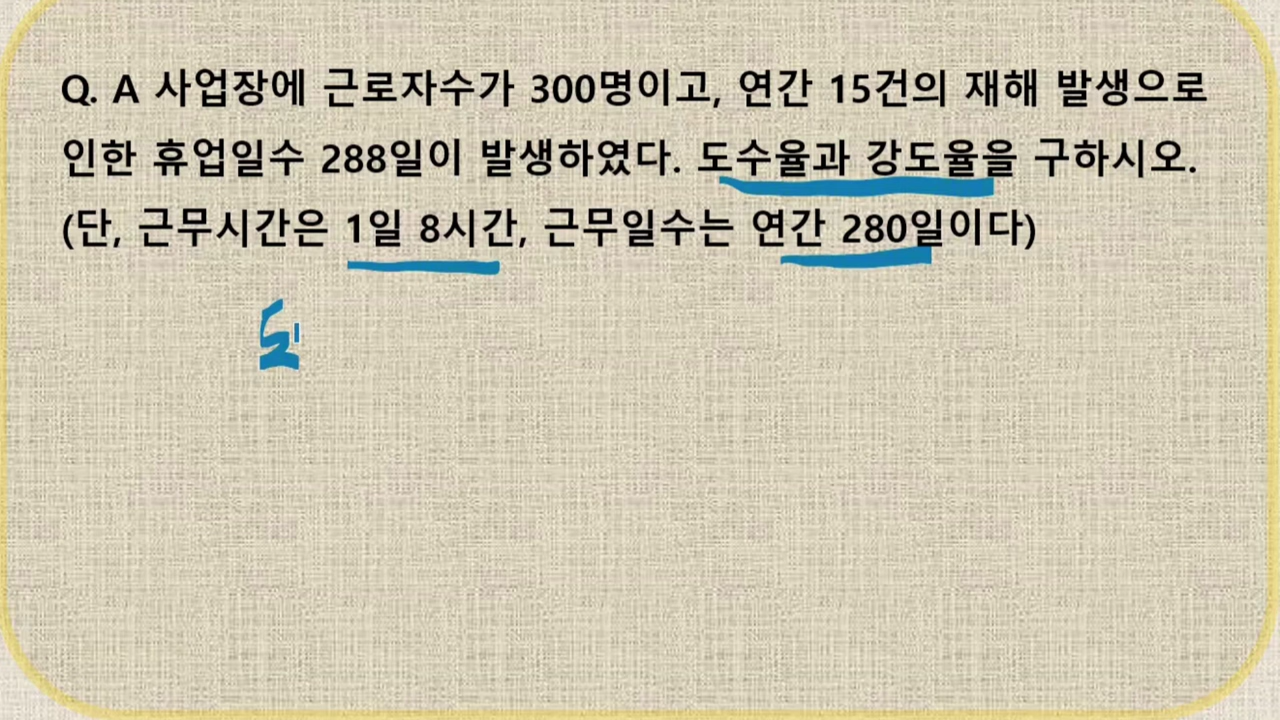 Q. A 사업장에 근로자수가 300명이고, 연간 15건의 재해 발생으로
인한 휴업일수 288일이 발생하였다. 도수율과 강도율을 구하시오.
(단, 근무시간은 1일 8시간, 근무일수는 연간 280일이다)
도